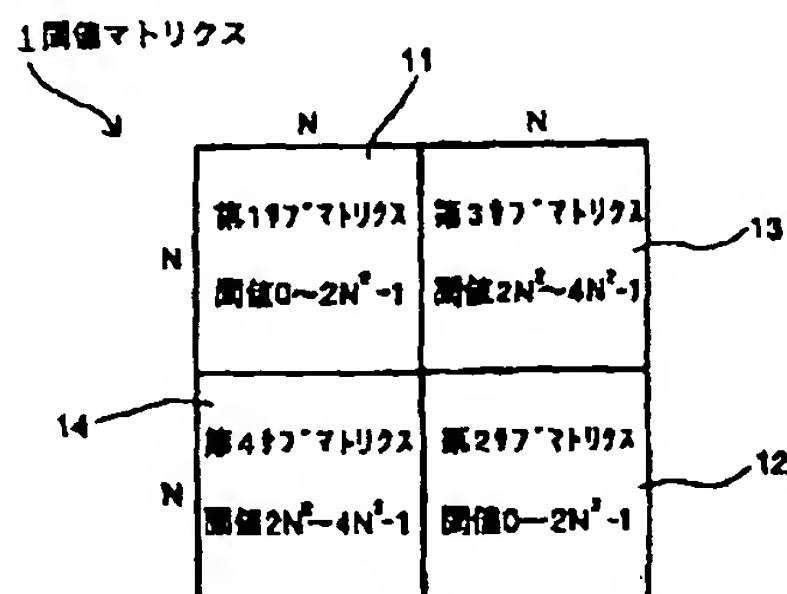 1閾値マトリクス
11
N
N
第1サブマトリクス
第3サブマトリクス
13
N
閾値0～2N²-1
閾値2N²～4N²-1
14
第4サブマトリクス
第2サブマトリクス
12
N
閾値2N²～4N²-1
閾値0～2N²-1